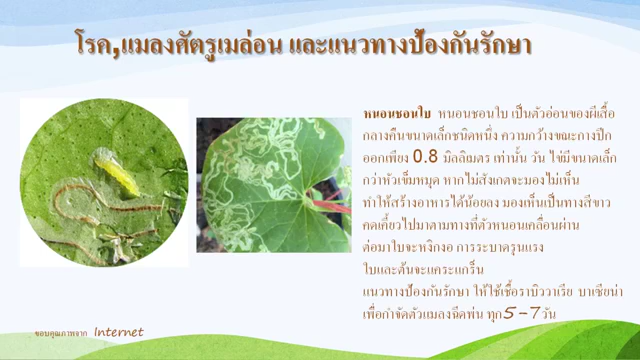 โรค,แมลงศัตรูเมล่อน และแนวทางป้องกันรักษา
หนอนชอนใบ หนอนชอนใบ เป็นตัวอ่อนของผีเสื้อ
กลางคืนขนาดเล็กชนิดหนึ่ง ความกว้างขณะกางปีก
ออกเพียง 0.8 มิลลิเมตร เท่านั้น วัน ไข่มีขนาดเล็ก
กว่าหัวเข็มหมุด หากไม่สังเกตจะมองไม่เห็น
ทำให้สร้างอาหารได้น้อยลง มองเห็นเป็นทางสีขาว
คดเคี้ยวไปมาตามทางที่ตัวหนอนเคลื่อนผ่าน
ต่อมาใบจะหงิกงอ การระบาดรุนแรง
ใบและต้นจะแคระแกร็น
แนวทางป้องกันรักษา ให้ใช้เชื้อราบิววาเรีย บาเซียน่า
เพื่อกำจัดตัวแมลงฉีดพ่น ทุก5 – 7 วัน
ขอบคุณภาพจาก Internet